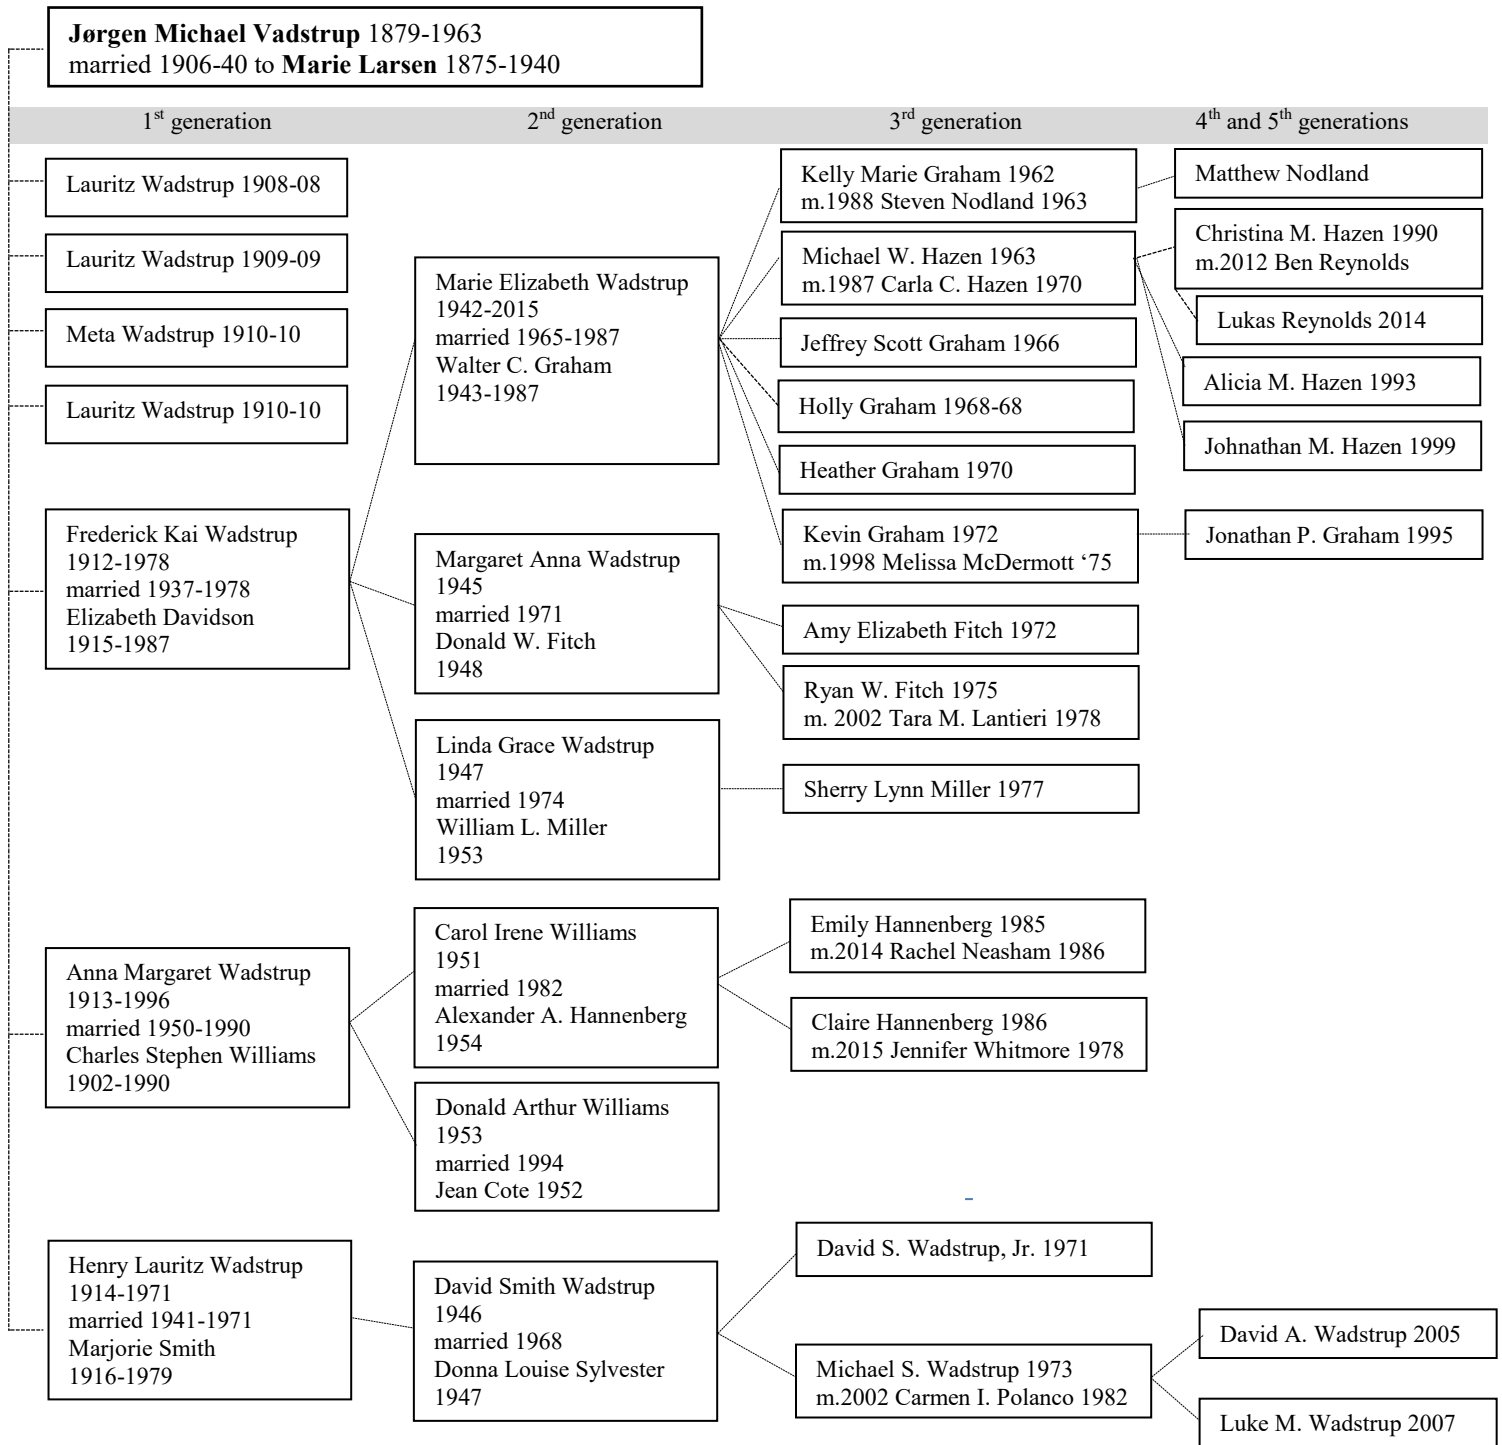 Jørgen Michael Vadstrup 1879-1963
married 1906-40 to Marie Larsen 1875-1940
1st generation
2nd generation
3rd generation
4th and 5th generations
Lauritz Wadstrup 1908-08
Lauritz Wadstrup 1909-09
Meta Wadstrup 1910-10
Lauritz Wadstrup 1910-10
Frederick Kai Wadstrup
1912-1978
married 1937-1978
Elizabeth Davidson
1915-1987
Anna Margaret Wadstrup
1913-1996
married 1950-1990
Charles Stephen Williams
1902-1990
Henry Lauritz Wadstrup
1914-1971
married 1941-1971
Marjorie Smith
1916-1979
Marie Elizabeth Wadstrup
1942-2015
married 1965-1987
Walter C. Graham
1943-1987
Margaret Anna Wadstrup
1945
married 1971
Donald W. Fitch
1948
Linda Grace Wadstrup
1947
married 1974
William L. Miller
1953
Carol Irene Williams
1951
married 1982
Alexander A. Hannenberg
1954
Donald Arthur Williams
1953
married 1994
Jean Cote 1952
David Smith Wadstrup
1946
married 1968
Donna Louise Sylvester
1947
Kelly Marie Graham 1962
m.1988 Steven Nodland 1963
Michael W. Hazen 1963
m.1987 Carla C. Hazen 1970
Jeffrey Scott Graham 1966
Holly Graham 1968-68
Heather Graham 1970
Kevin Graham 1972
m.1998 Melissa McDermott ‘75
Amy Elizabeth Fitch 1972
Ryan W. Fitch 1975
m. 2002 Tara M. Lantieri 1978
Sherry Lynn Miller 1977
Emily Hannenberg 1985
m.2014 Rachel Neasham 1986
Claire Hannenberg 1986
m.2015 Jennifer Whitmore 1978
David S. Wadstrup, Jr. 1971
Michael S. Wadstrup 1973
m.2002 Carmen I. Polanco 1982
Matthew Nodland
Christina M. Hazen 1990
m.2012 Ben Reynolds
Lukas Reynolds 2014
Alicia M. Hazen 1993
Johnathan M. Hazen 1999
Jonathan P. Graham 1995
David A. Wadstrup 2005
Luke M. Wadstrup 2007